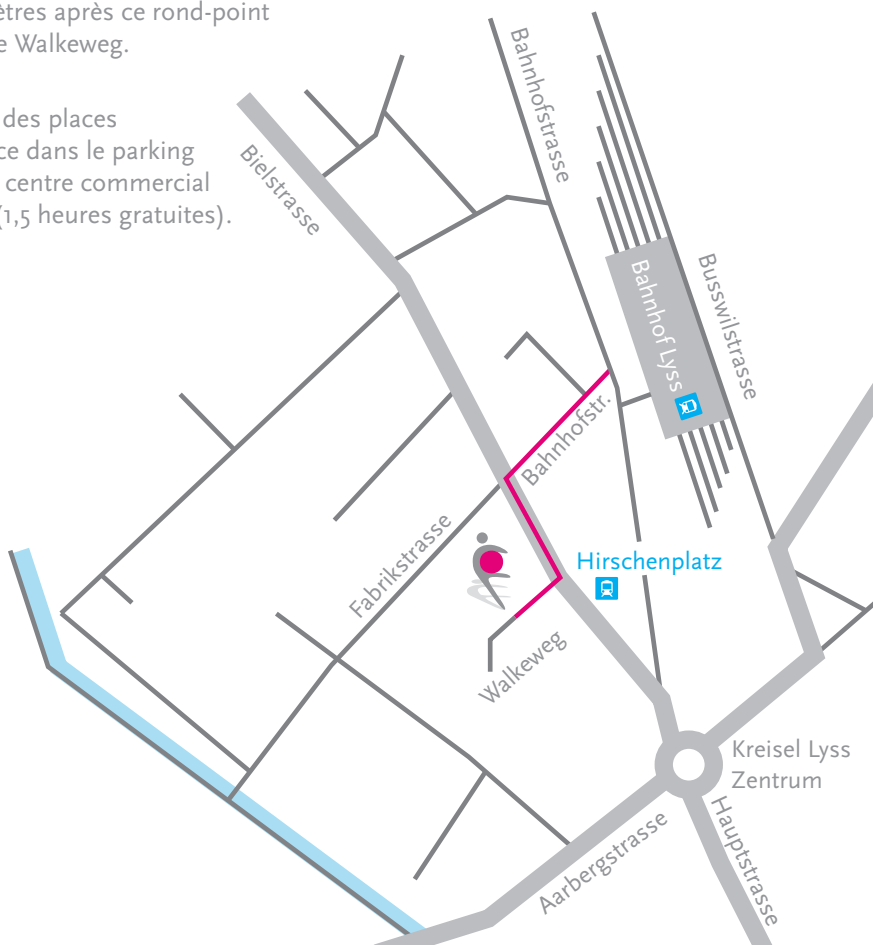 ètres après ce rond-point
e Walkeweg.
des places
ce dans le parking
centre commercial
(1,5 heures gratuites).
Bahnhofstrasse
Bielstrasse
Bahnhof Lyss
Busswilstrasse
Bahnhofstr.
Fabrikstrasse
Hirschenplatz
Walkeweg
Kreisel Lyss
Zentrum
Aarbergstrasse
Hauptstrasse